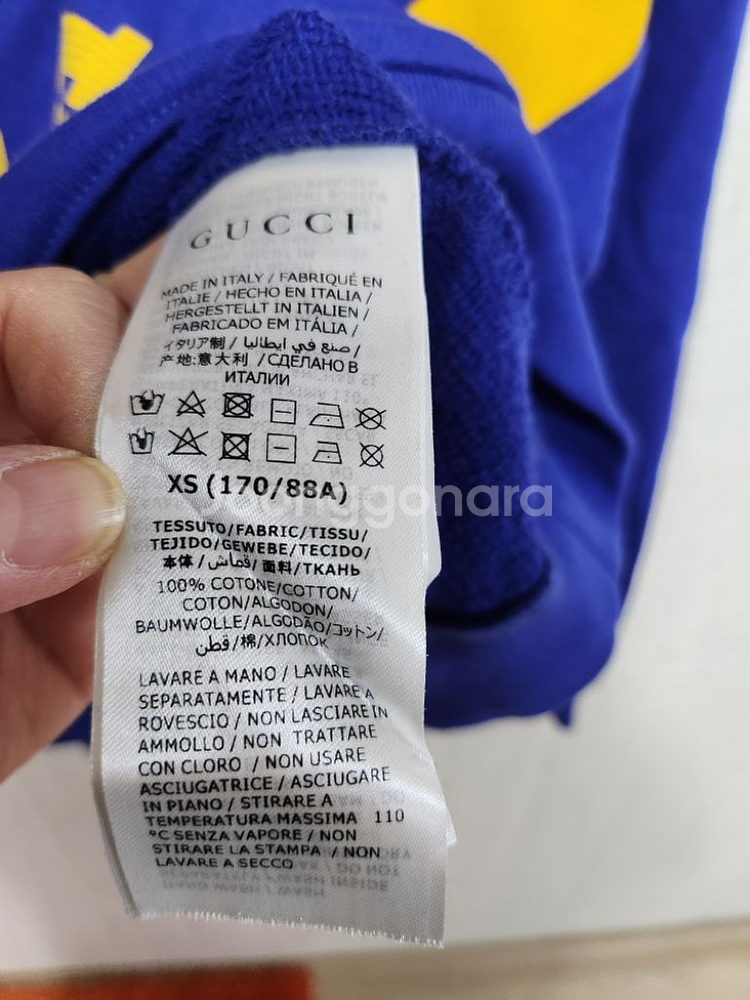 GUCCI
MADE IN ITALY / FABRIQUÉ EN
ITALIE / HECHO EN ITALIA /
HERGESTELLT IN ITALIEN /
FABRICADO EM ITÁLIA /
イタリア制 / صنع في ايطاليا /
产地:意大利 /СДЕЛАНО В
ИТАЛИИ
XS (170/88A)
TESSUTO/FABRIC/TISSU/
TEJIDO/GEWEBE/TECIDO/
本体/قماش/面料/ТКАНЬ
100% COTONE/COTTON/
COTON/ALGODON/
BAUMWOLLE/ALGODÃO/コットン/
قطن/棉/ХЛОПОК
LAVARE A MANO / LAVARE
SEPARATAMENTE / LAVARE A
ROVESCIO / NON LASCIARE IN
AMMOLLO / NON TRATTARE
CON CLORO / NON USARE
ASCIUGATRICE / ASCIUGARE
IN PIANO / STIRARE A
TEMPERATURA MASSIMA 110
°C SENZA VAPORE / NON
STIRARE LA STAMPA / NON
LAVARE A SECCO